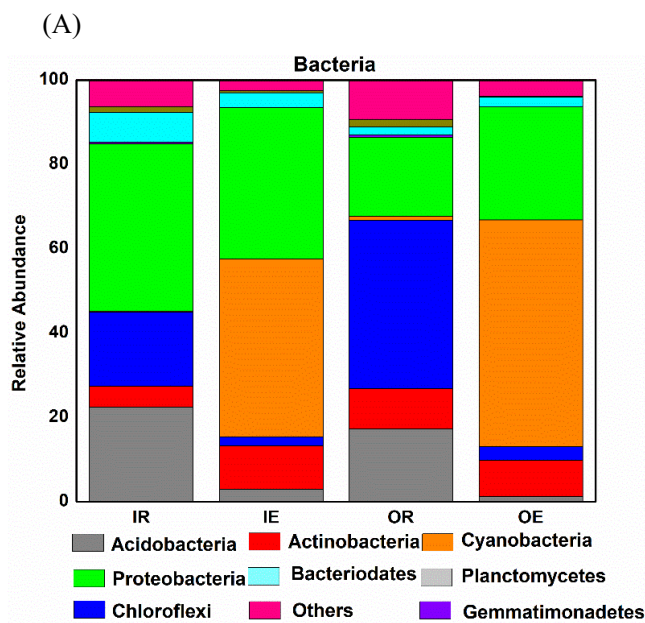 (A)
Bacteria
100
80
60
40
20
0
Relative Abundance
IR IE OR OE
Acidobacteria Actinobacteria Cyanobacteria
Proteobacteria Bacteriodates Planctomycetes
Chloroflexi Others Gemmatimonadetes